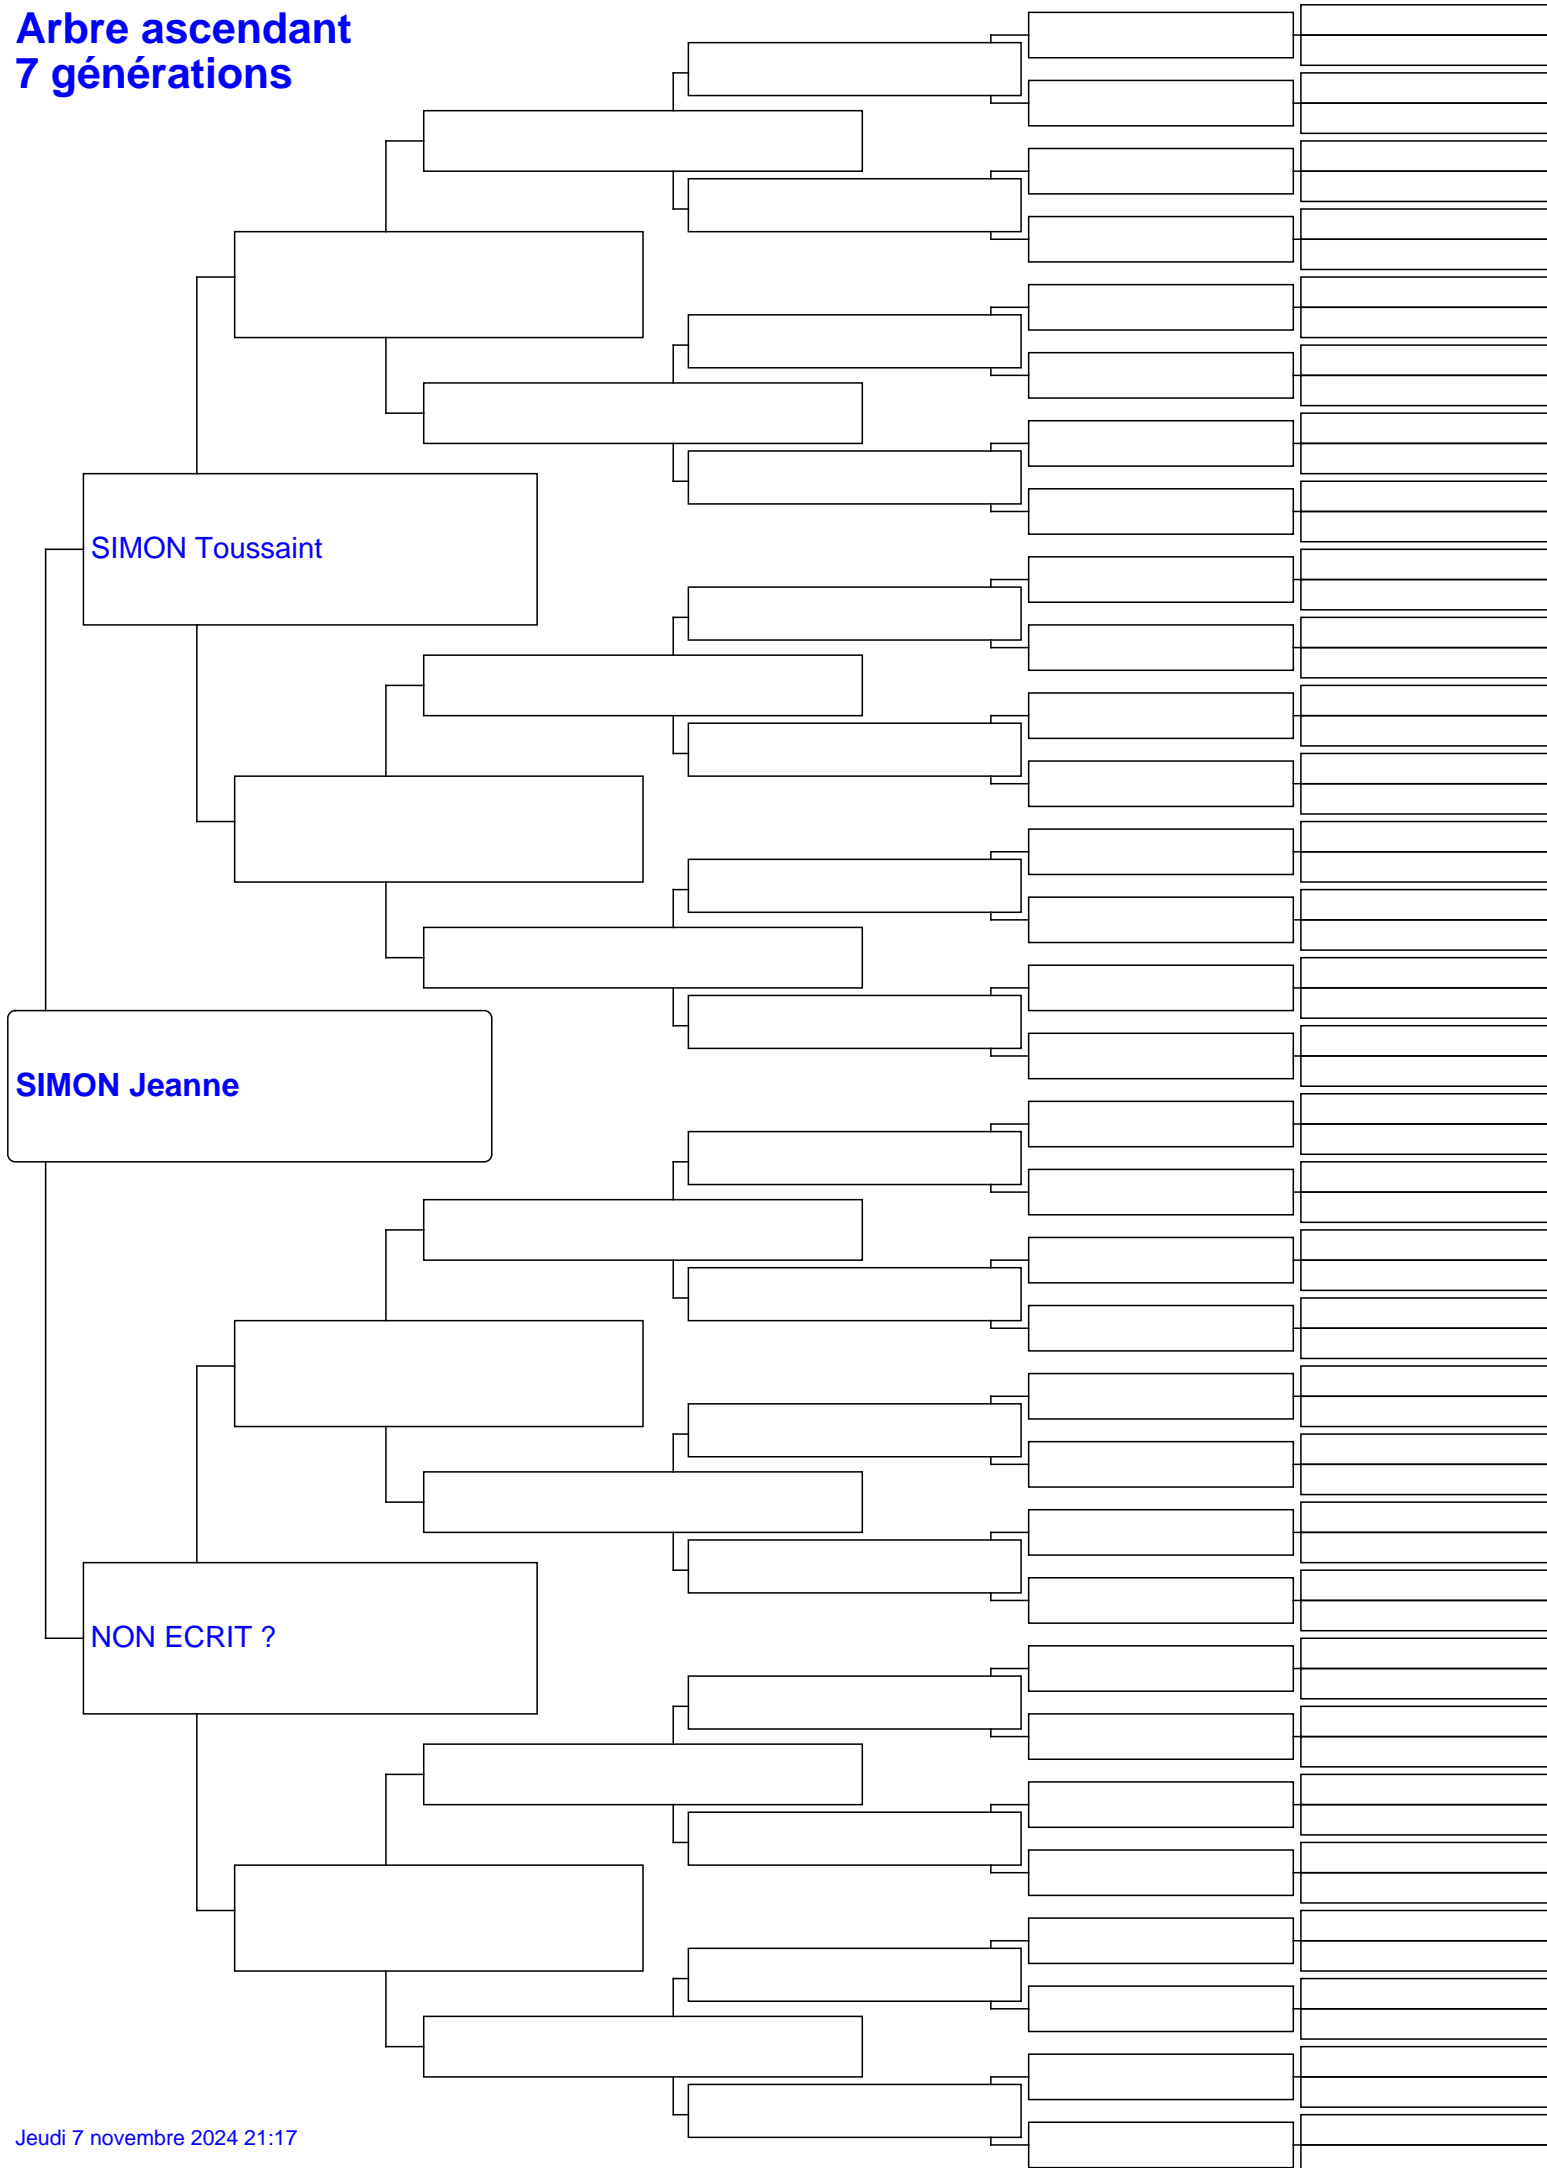 Arbre ascendant
7 générations
SIMON Toussaint
SIMON Jeanne
NON ECRIT ?
Jeudi 7 novembre 2024 21:17